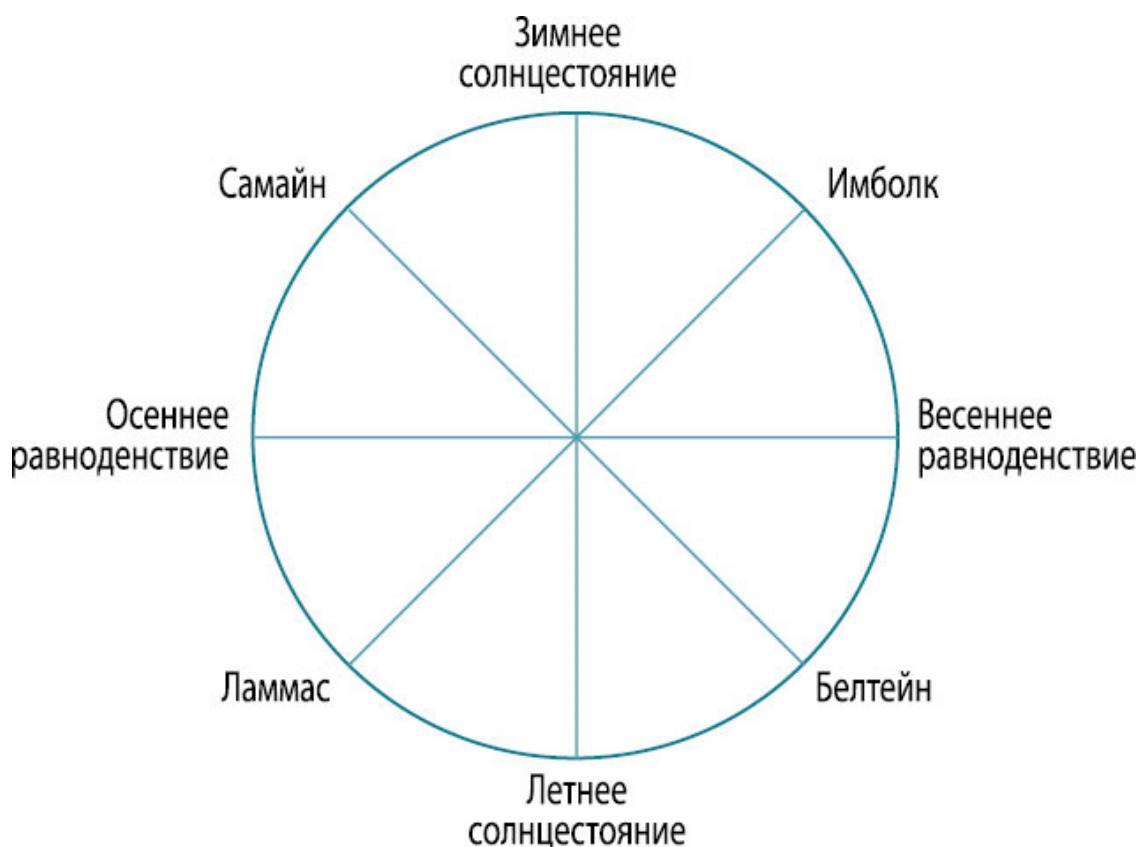 Зимнее
солнцестояние
Самайн
Имболк
Осеннее
равноденствие
Весеннее
равноденствие
Ламмас
Белтейн
Летнее
солнцестояние